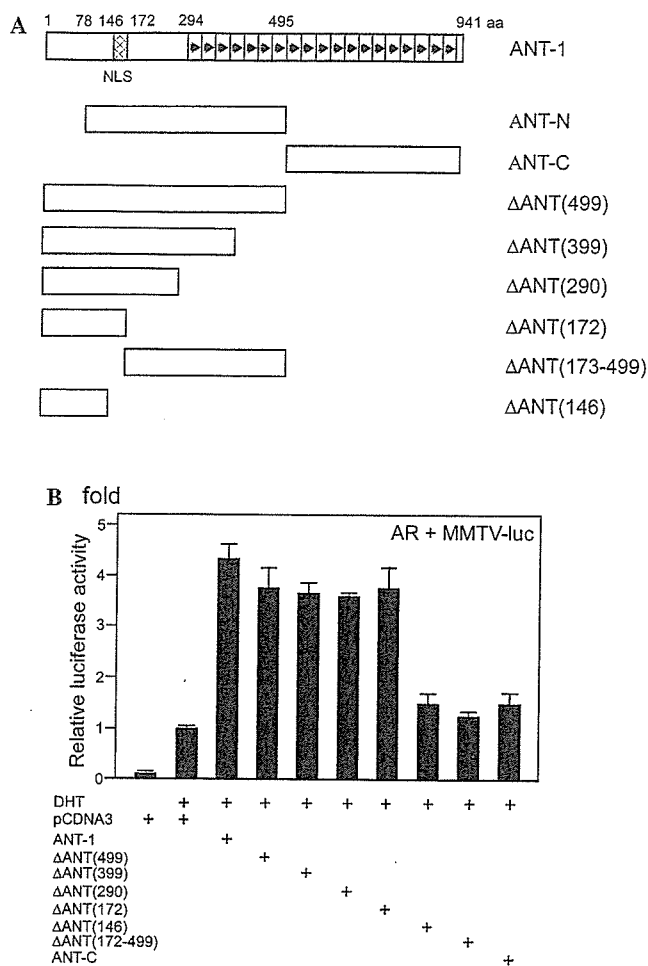 A
1 78 146 172 294 495 941 aa
ANT-1
NLS
ANT-N
ANT-C
ΔANT(499)
ΔANT(399)
ΔANT(290)
ΔANT(172)
ΔANT(173-499)
ΔANT(146)
B fold
AR + MMTV-luc
Relative luciferase activity
5
4
3
2
1
0
DHT + + + + + + + + +
pCDNA3 + +
ANT-1 +
ΔANT(499) +
ΔANT(399) +
ΔANT(290) +
ΔANT(172) +
ΔANT(146) +
ΔANT(172-499) +
ANT-C +